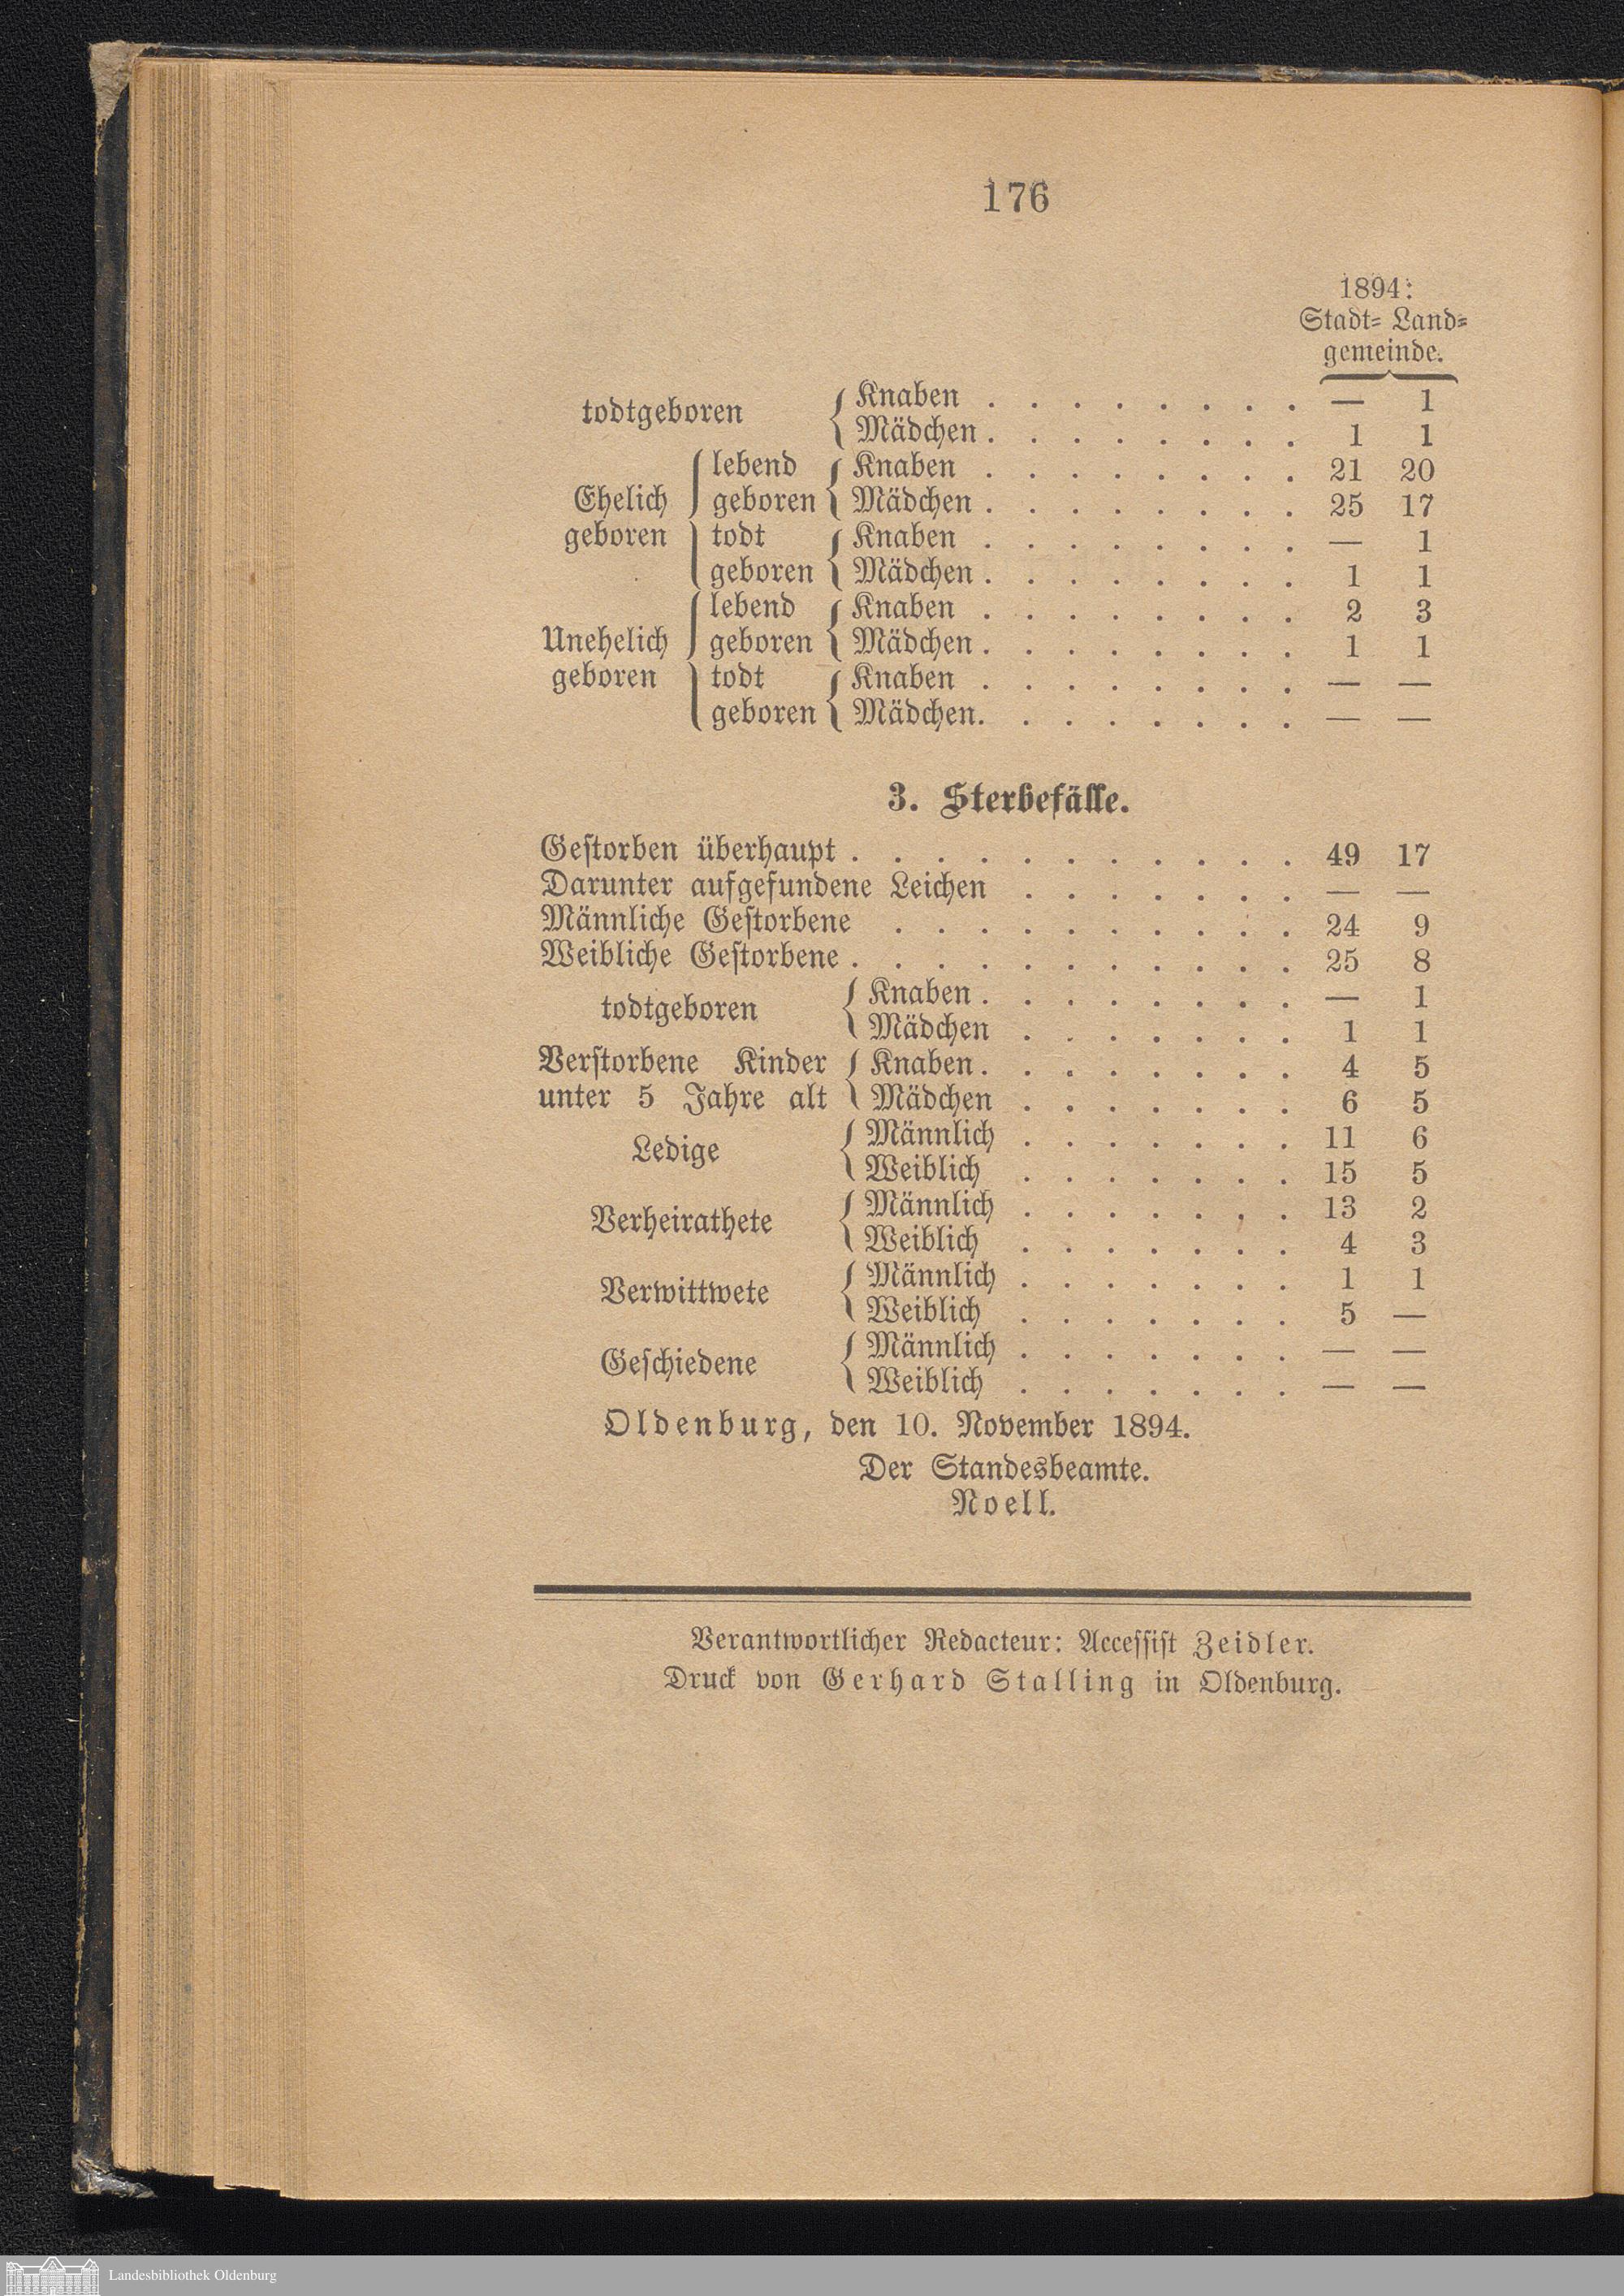 176
1894:
Stadt= Land=
gemeinde.
todtgeboren { Knaben . . . . . . . . — 1
Mädchen . . . . . . . . 1 1
Ehelich geboren { lebend geboren { Knaben . . . . . . . . 21 20
Mädchen . . . . . . . . 25 17
todt geboren { Knaben . . . . . . . . — 1
Mädchen . . . . . . . . 1 1
Unehelich geboren { lebend geboren { Knaben . . . . . . . . 2 3
Mädchen . . . . . . . . 1 1
todt geboren { Knaben . . . . . . . . — —
Mädchen . . . . . . . . — —
3. Sterbefälle.
Gestorben überhaupt . . . . . . . . . . . 49 17
Darunter aufgefundene Leichen . . . . . . . — —
Männliche Gestorbene . . . . . . . . . . 24 9
Weibliche Gestorbene . . . . . . . . . . . 25 8
todtgeboren { Knaben . . . . . . . . — 1
Mädchen . . . . . . . 1 1
Verstorbene Kinder unter 5 Jahre alt { Knaben . . . . . . . . 4 5
Mädchen . . . . . . . 6 5
Ledige { Männlich . . . . . . . 11 6
Weiblich . . . . . . . 15 5
Verheirathete { Männlich . . . . . . . 13 2
Weiblich . . . . . . . 4 3
Verwittwete { Männlich . . . . . . . 1 1
Weiblich . . . . . . . 5 —
Geschiedene { Männlich . . . . . . . — —
Weiblich . . . . . . . — —
Oldenburg, den 10. November 1894.
Der Standesbeamte.
Noell.
Verantwortlicher Redacteur: Accessist Zeidler.
Druck von Gerhard Stalling in Oldenburg.
Landesbibliothek Oldenburg